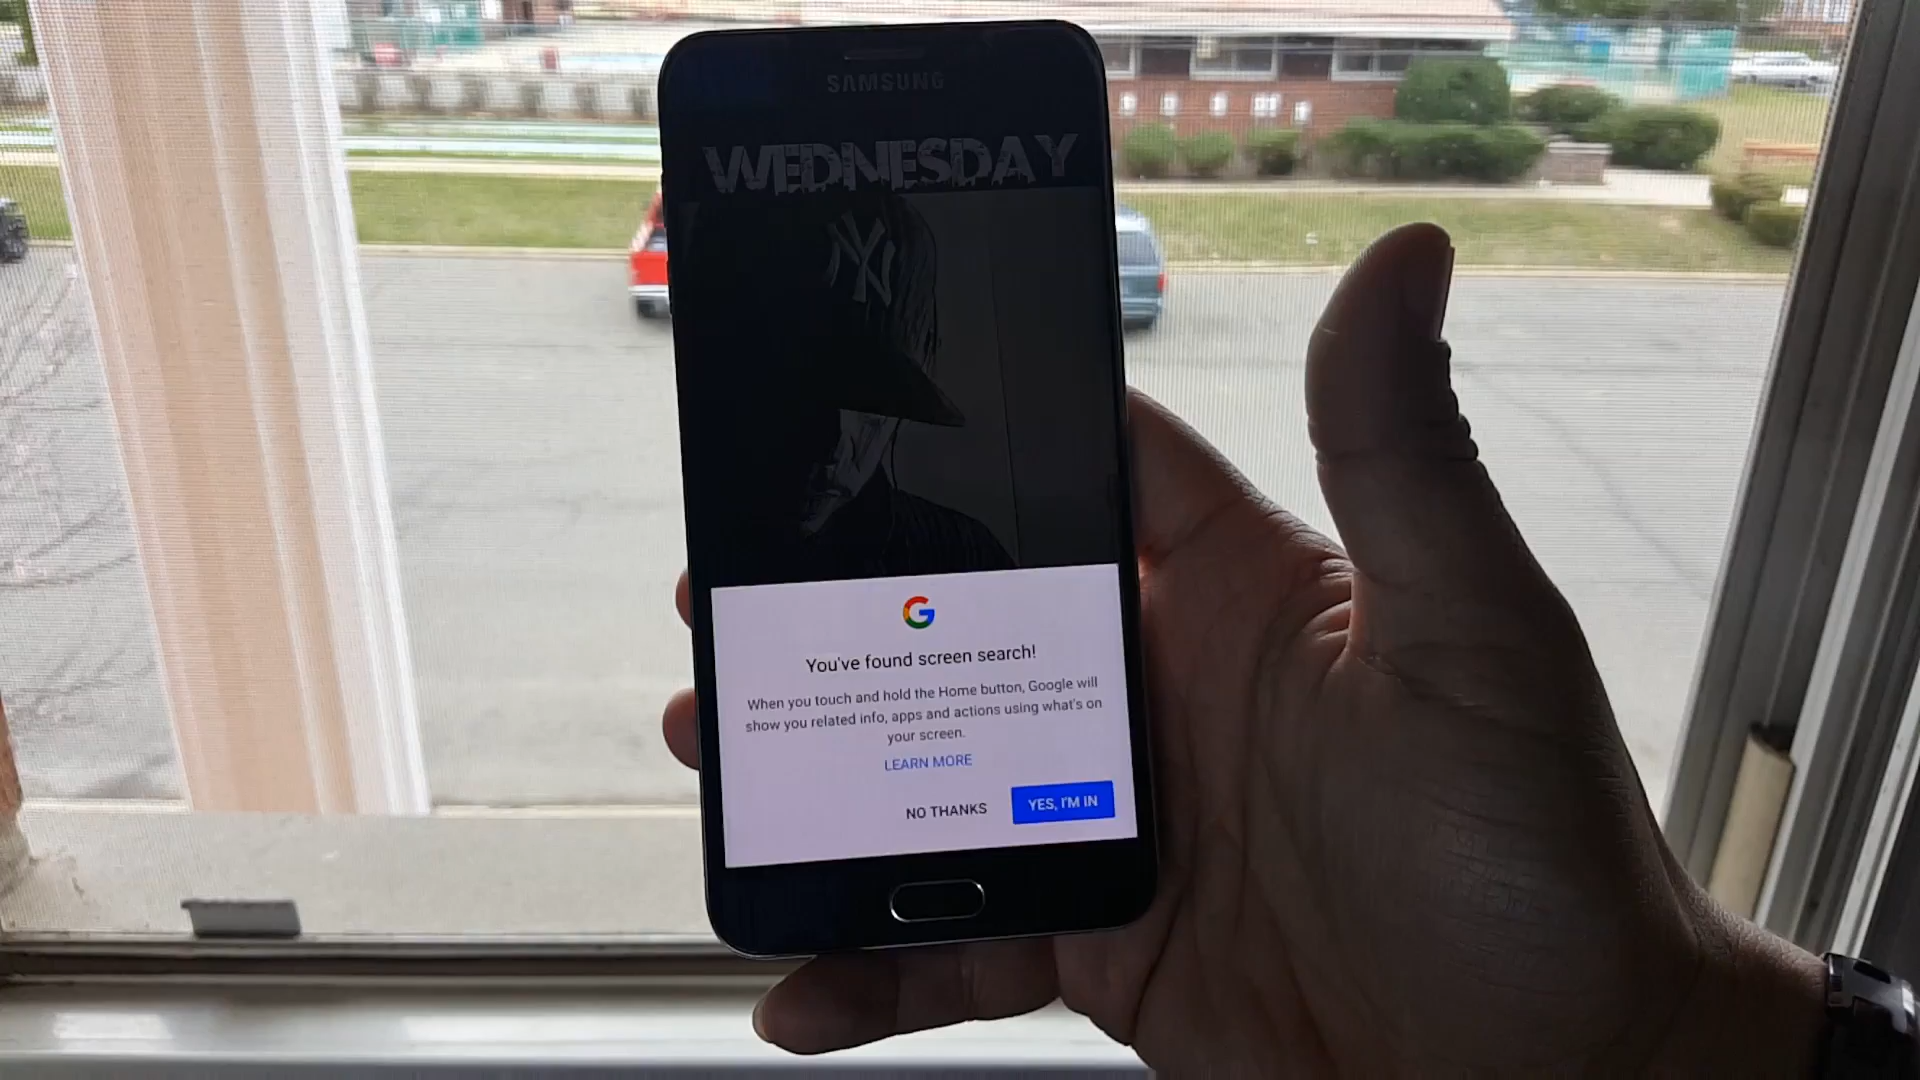 SAMSUNG
WEDNESDAY
NY
G
You've found screen search!
When you touch and hold the Home button, Google will
show you related info, apps and actions using what's on
your screen.
LEARN MORE
NO THANKS
YES, I'M IN